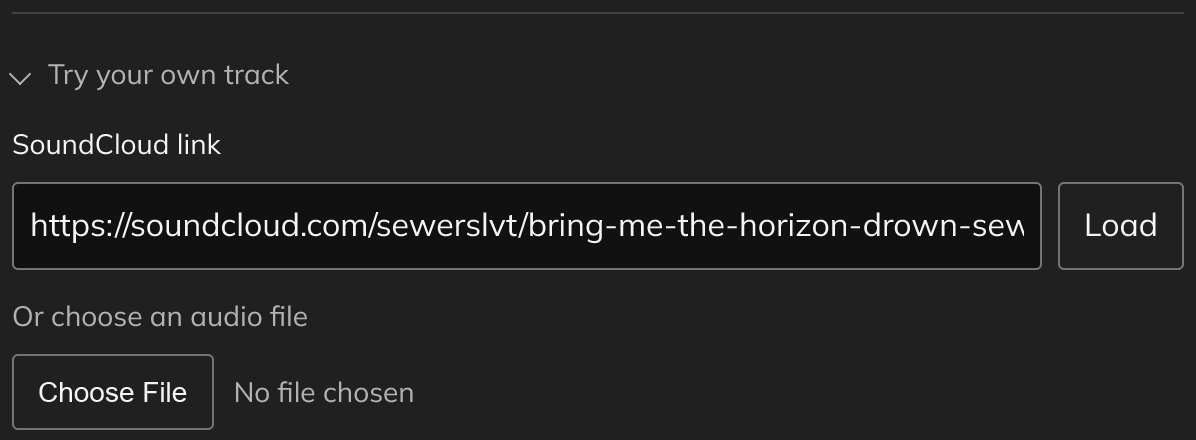 Try your own track
SoundCloud link
https://soundcloud.com/sewerslvt/bring-me-the-horizon-drown-sew
Load
Or choose an audio file
Choose File
No file chosen